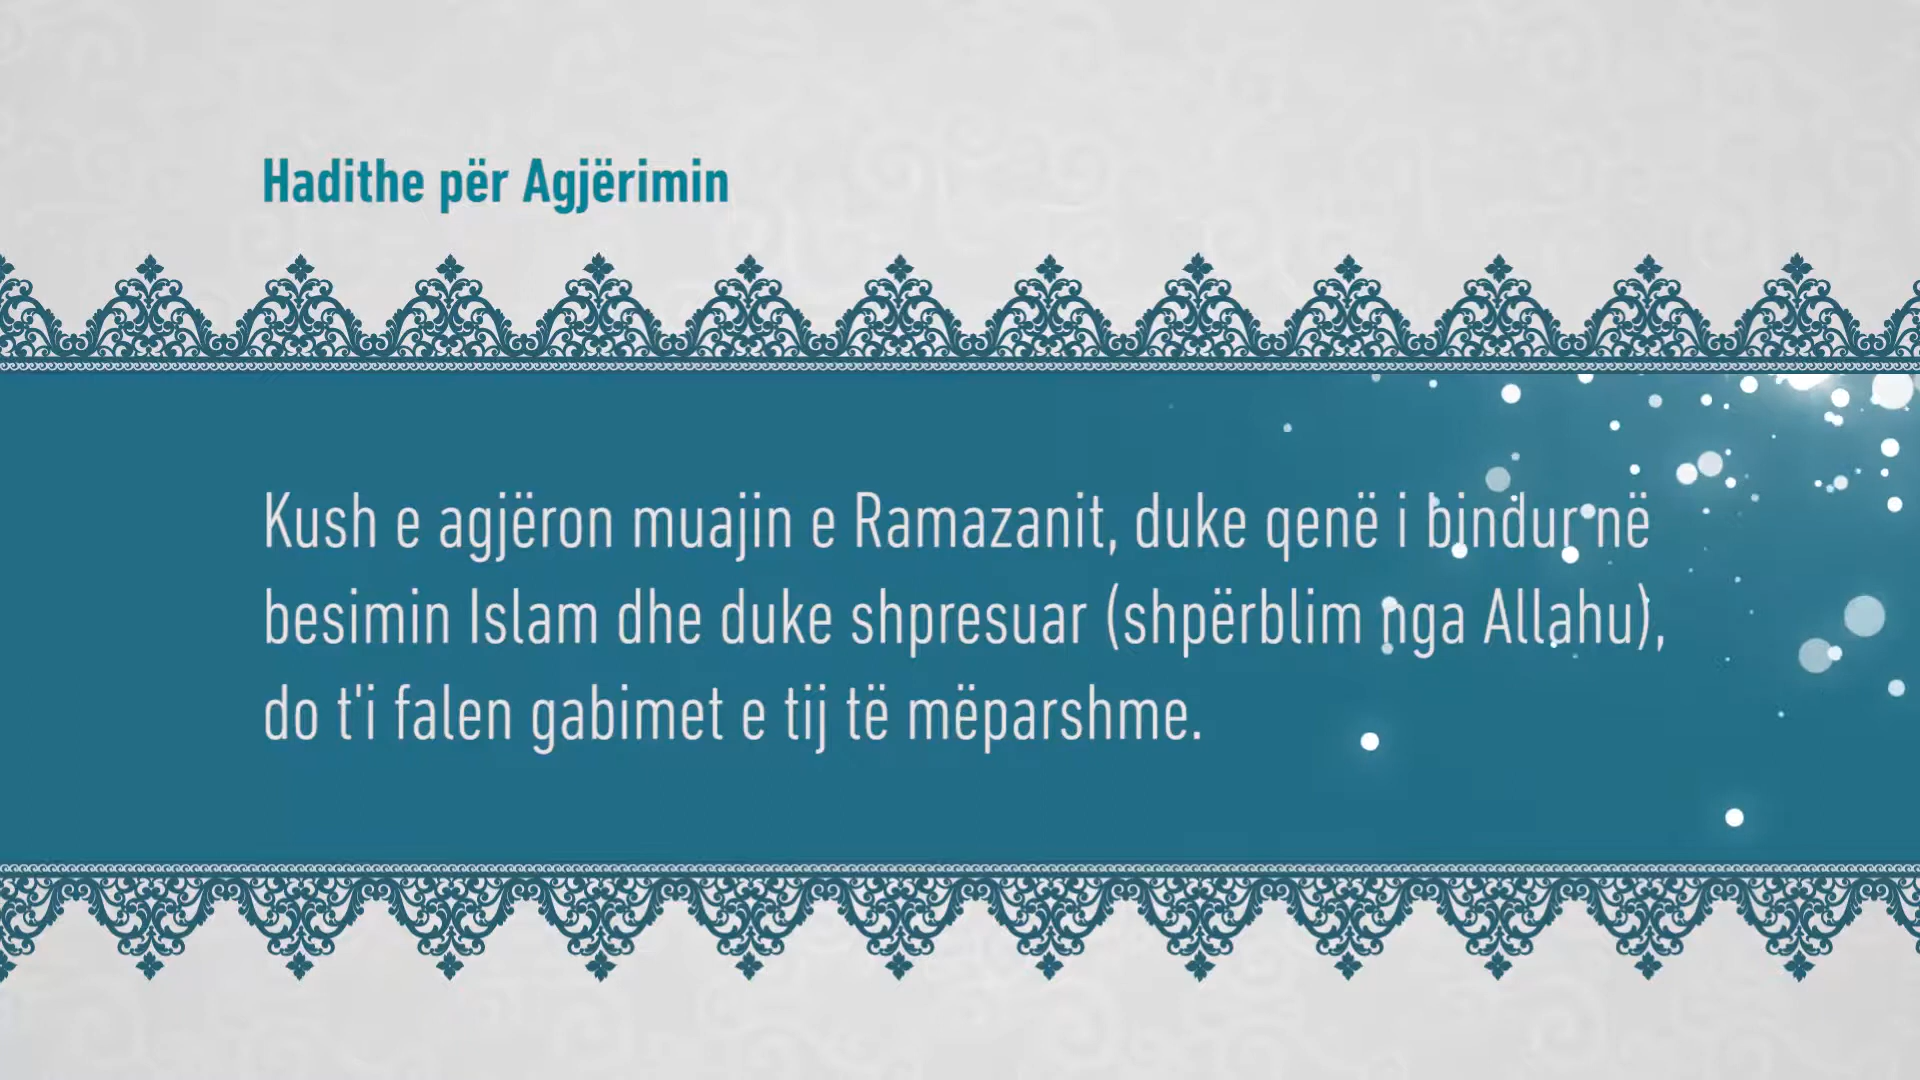 Hadithe për Agjërimin
Kush e agjëron muajin e Ramazanit, duke qenë i bindur në
besimin Islam dhe duke shpresuar (shpërblim nga Allahu),
do t'i falen gabimet e tij të mëparshme.